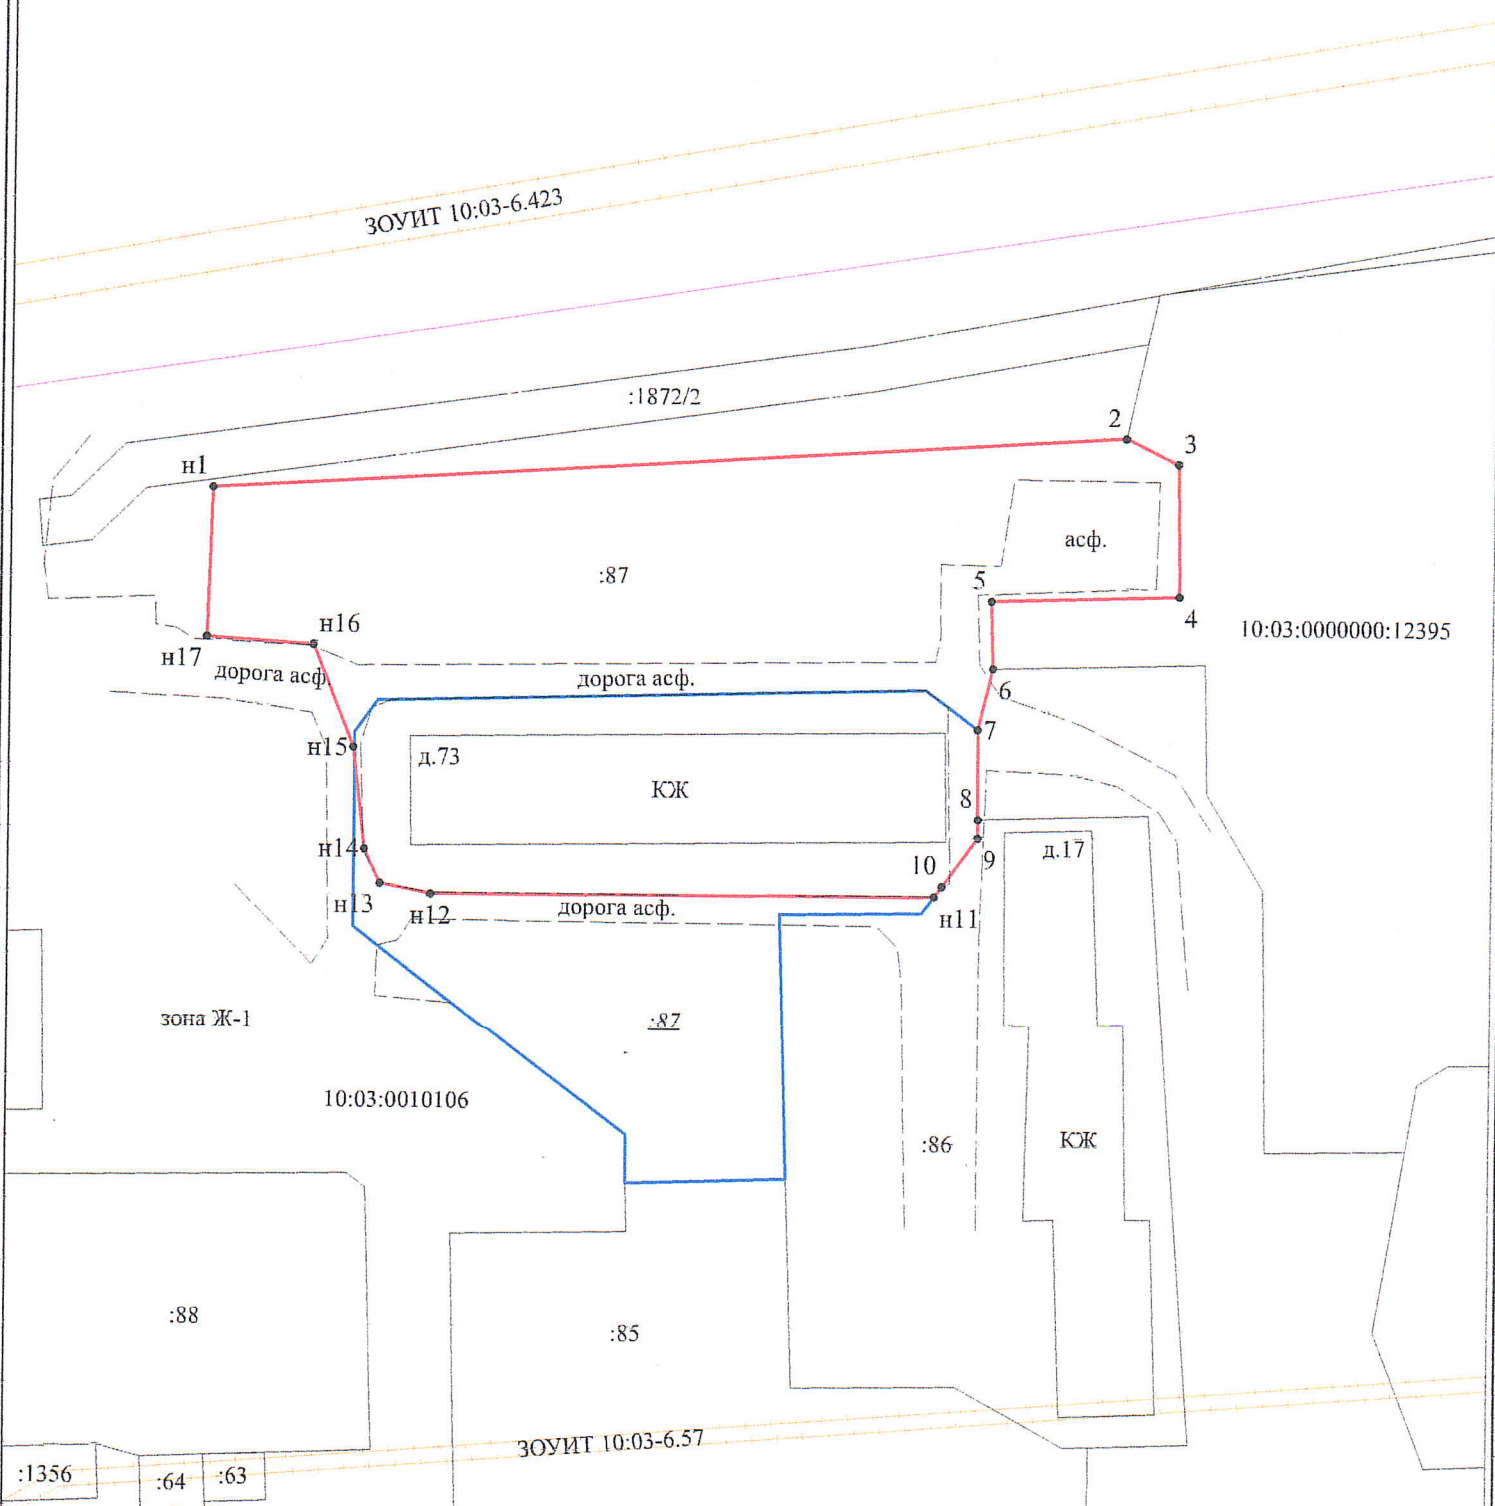 ЗОУИТ 10:03-6.423
:1872/2
2
3
н1
асф.
:87
5
4
н16
10:03:0000000:12395
н17
дорога асф.
дорога асф.
6
7
н15
д.73
КЖ
8
н14
10
9
д.17
н13
н12
дорога асф.
н11
зона Ж-1
:87
10:03:0010106
:86
КЖ
:88
:85
ЗОУИТ 10:03-6.57
:1356
:64
:63